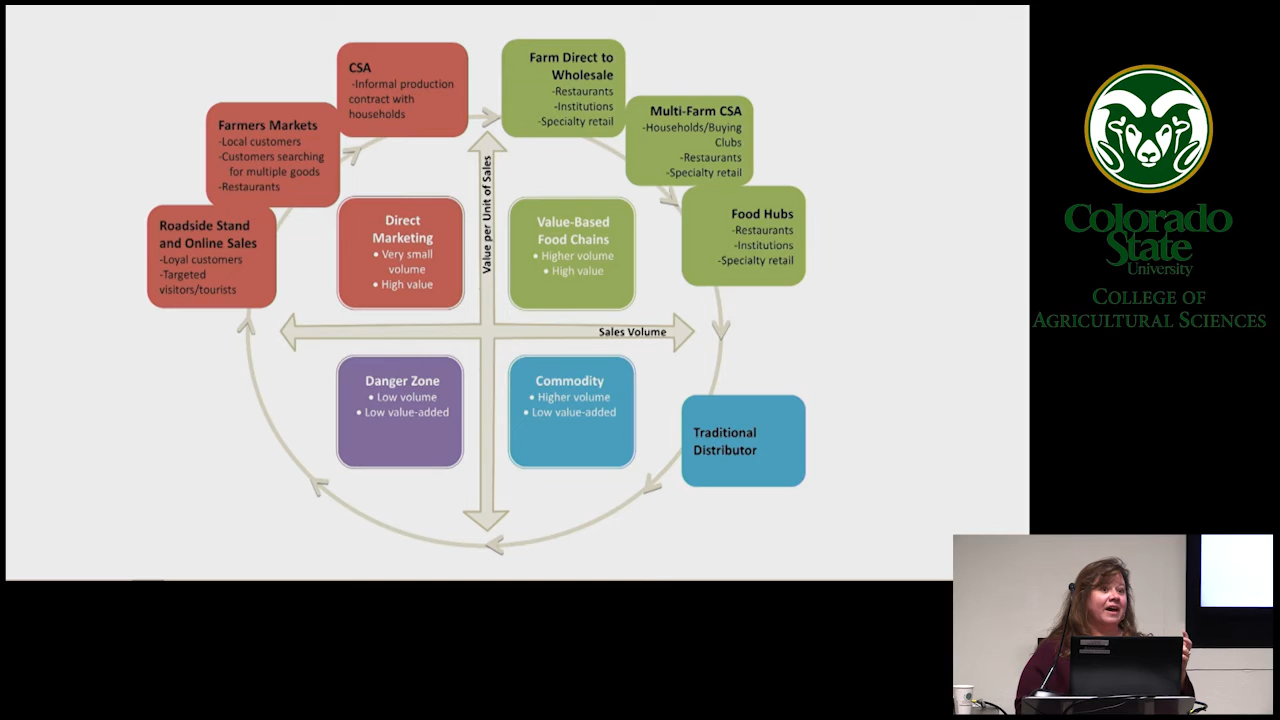 CSA
-Informal production
contract with
households
Farm Direct to
Wholesale
-Restaurants
-Institutions
-Specialty retail
Farmers Markets
-Local customers
-Customers searching
for multiple goods
-Restaurants
Multi-Farm CSA
-Households/Buying
Clubs
-Restaurants
-Specialty retail
Roadside Stand
and Online Sales
-Loyal customers
-Targeted
visitors/tourists
Direct
Marketing
• Very small
volume
• High value
Value per Unit of Sales
Value-Based
Food Chains
• Higher volume
• High value
Food Hubs
-Restaurants
-Institutions
-Specialty retail
Sales Volume
Danger Zone
• Low volume
• Low value-added
Commodity
• Higher volume
• Low value-added
Traditional
Distributor
Colorado
State
University
COLLEGE OF
AGRICULTURAL SCIENCES